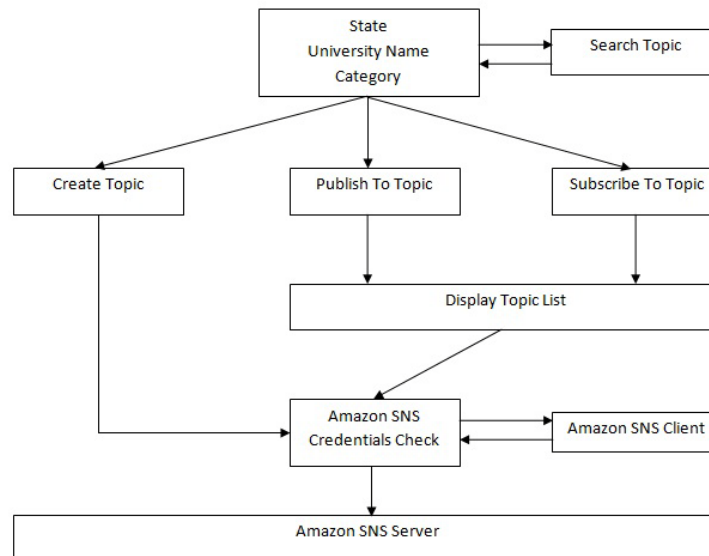 State
University Name
Category
Search Topic
Create Topic
Publish To Topic
Subscribe To Topic
Display Topic List
Amazon SNS
Credentials Check
Amazon SNS Client
Amazon SNS Server